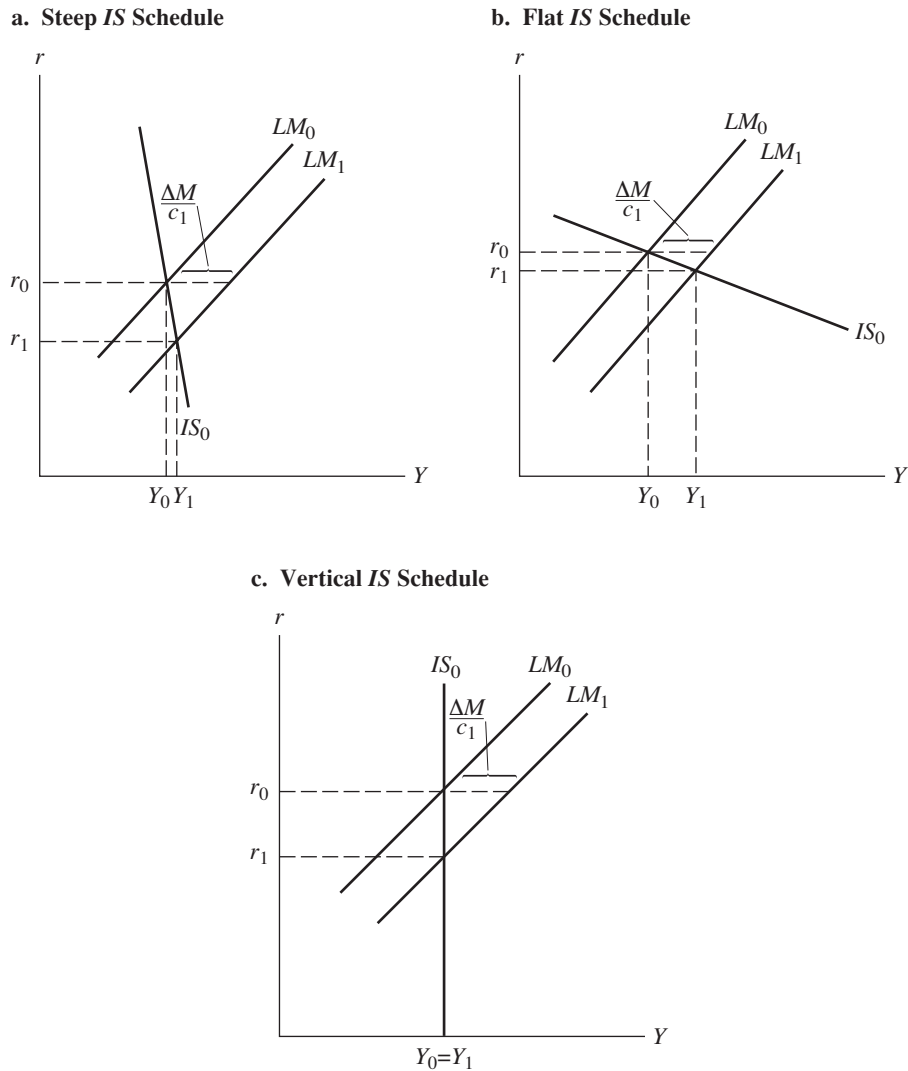 a. Steep IS Schedule
r
LM0
LM1
ΔM
c1
r0
r1
IS0
Y
Y0 Y1
b. Flat IS Schedule
r
LM0
LM1
ΔM
c1
r0
r1
IS0
Y
Y0 Y1
c. Vertical IS Schedule
r
IS0 LM0
LM1
ΔM
c1
r0
r1
Y
Y0=Y1